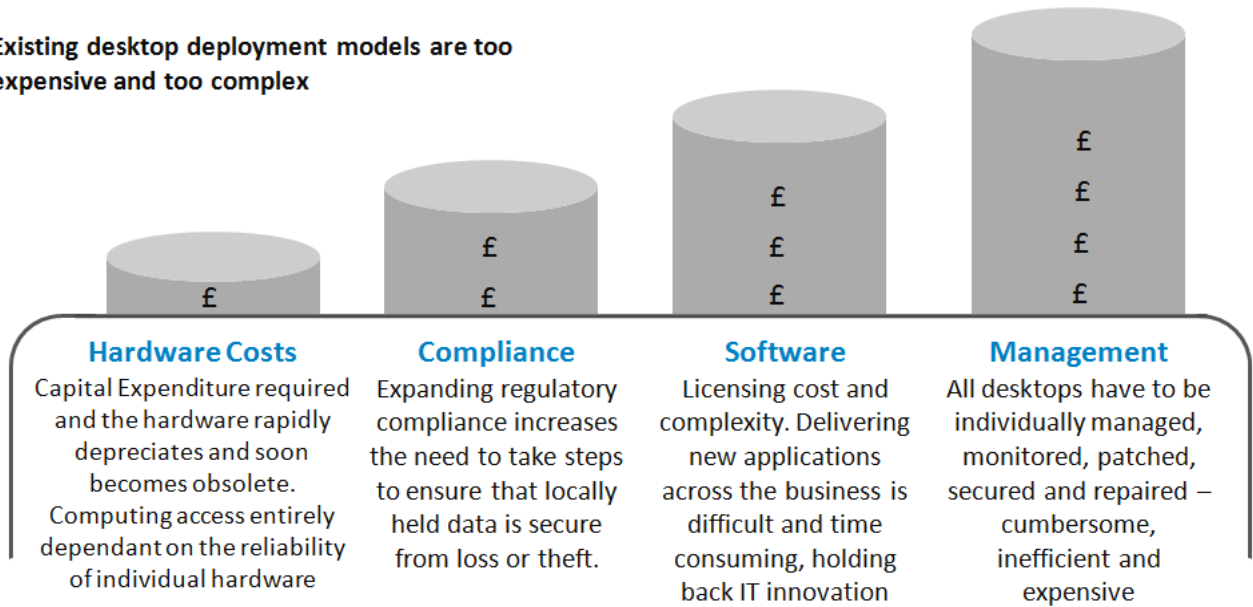 Existing desktop deployment models are too
expensive and too complex
£
£
£
£
£
£
£
£
£
£
Hardware Costs
Capital Expenditure required
and the hardware rapidly
depreciates and soon
becomes obsolete.
Computing access entirely
dependant on the reliability
of individual hardware
Compliance
Expanding regulatory
compliance increases
the need to take steps
to ensure that locally
held data is secure
from loss or theft.
Software
Licensing cost and
complexity. Delivering
new applications
across the business is
difficult and time
consuming, holding
back IT innovation
Management
All desktops have to be
individually managed,
monitored, patched,
secured and repaired –
cumbersome,
inefficient and
expensive